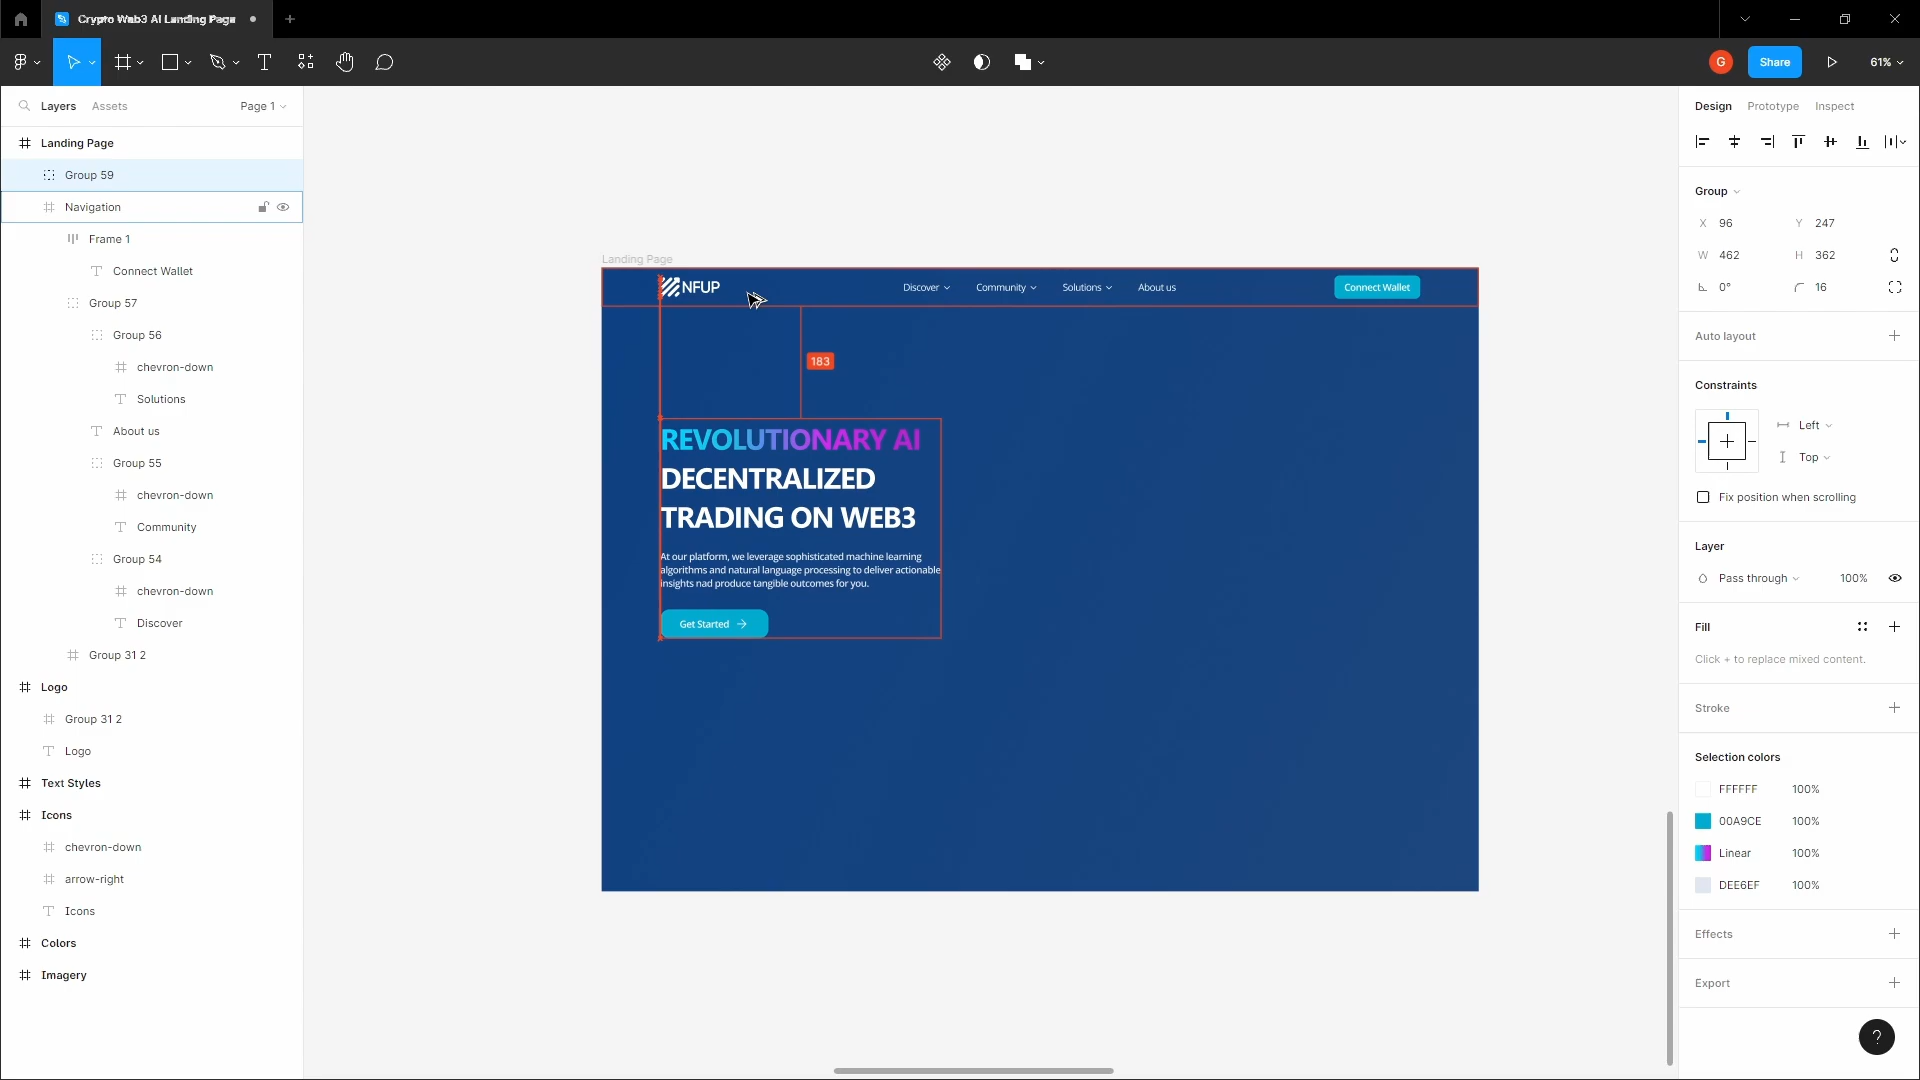 Crypto Web3 AI Landing Page
G
Share
61%
Layers
Assets
Page 1
Landing Page
Group 59
Navigation
Frame 1
Connect Wallet
Group 57
Group 56
chevron-down
Solutions
About us
Group 55
chevron-down
Community
Group 54
chevron-down
Discover
Group 31 2
Logo
Group 31 2
Logo
Text Styles
Icons
chevron-down
arrow-right
Icons
Colors
Imagery
Landing Page
NFUP
Discover
Community
Solutions
About us
Connect Wallet
183
REVOLUTIONARY AI
DECENTRALIZED
TRADING ON WEB3
At our platform, we leverage sophisticated machine learning
algorithms and natural language processing to deliver actionable
insights nad produce tangible outcomes for you.
Get Started
Design
Prototype
Inspect
Group
X 96
Y 247
W 462
H 362
0°
16
Auto layout
Constraints
Left
Top
Fix position when scrolling
Layer
Pass through
100%
Fill
Click + to replace mixed content.
Stroke
Selection colors
FFFFFF 100%
00A9CE 100%
Linear 100%
DEE6EF 100%
Effects
Export
?